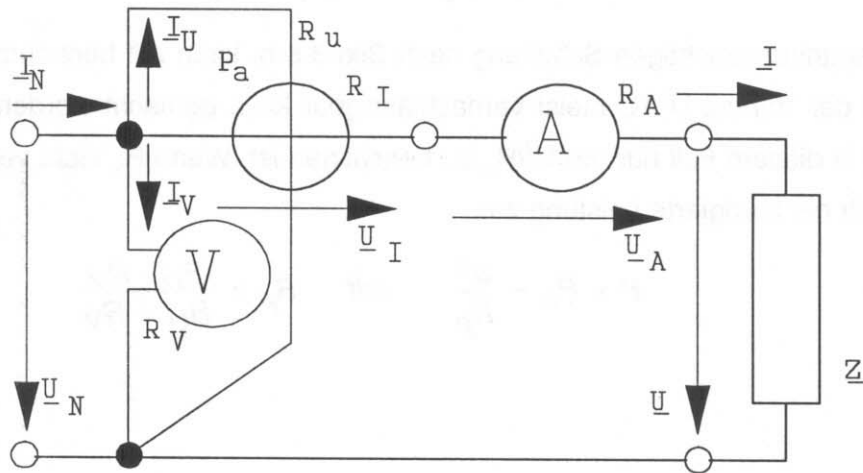 I_U
R_u
I_N
P_a
R_I
R_A
I
A
I_V
U_I
U_A
V
R_V
U_N
U
Z